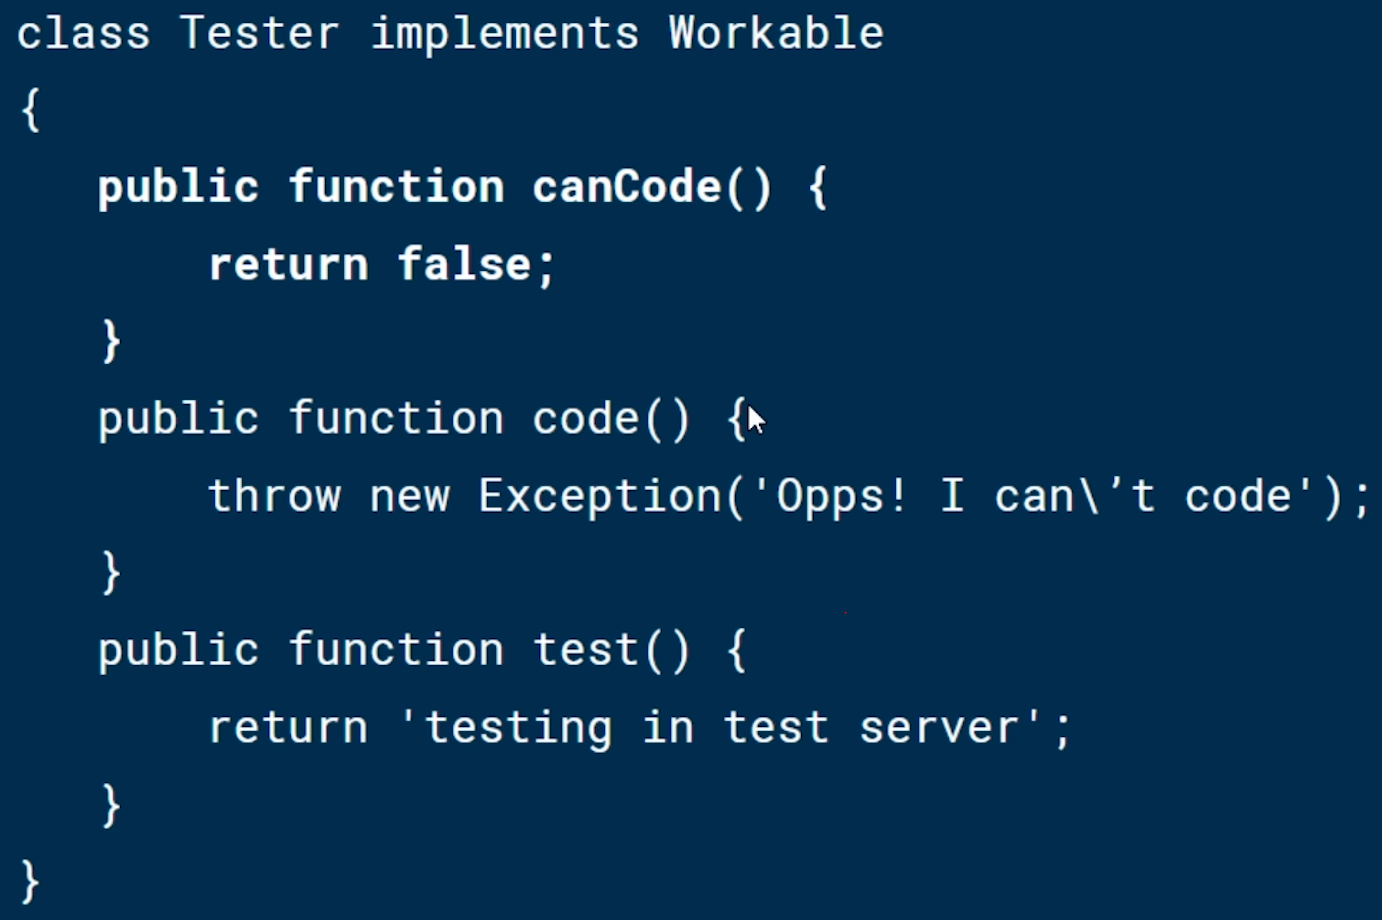 class Tester implements Workable
{
public function canCode() {
return false;
}
public function code() {
throw new Exception('Opps! I can\’t code');
}
public function test() {
return 'testing in test server';
}
}